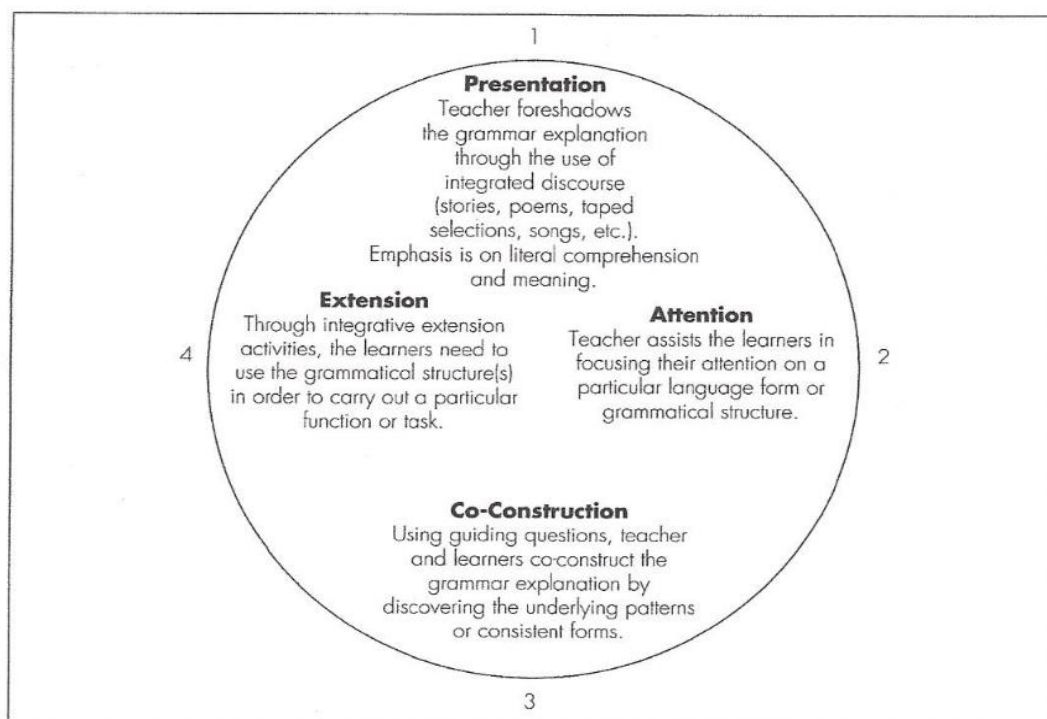 1
Presentation
Teacher foreshadows
the grammar explanation
through the use of
integrated discourse
(stories, poems, taped
selections, songs, etc.).
Emphasis is on literal comprehension
and meaning.
2
Attention
Teacher assists the learners in
focusing their attention on a
particular language form or
grammatical structure.
3
Co-Construction
Using guiding questions, teacher
and learners co-construct the
grammar explanation by
discovering the underlying patterns
or consistent forms.
4
Extension
Through integrative extension
activities, the learners need to
use the grammatical structure(s)
in order to carry out a particular
function or task.